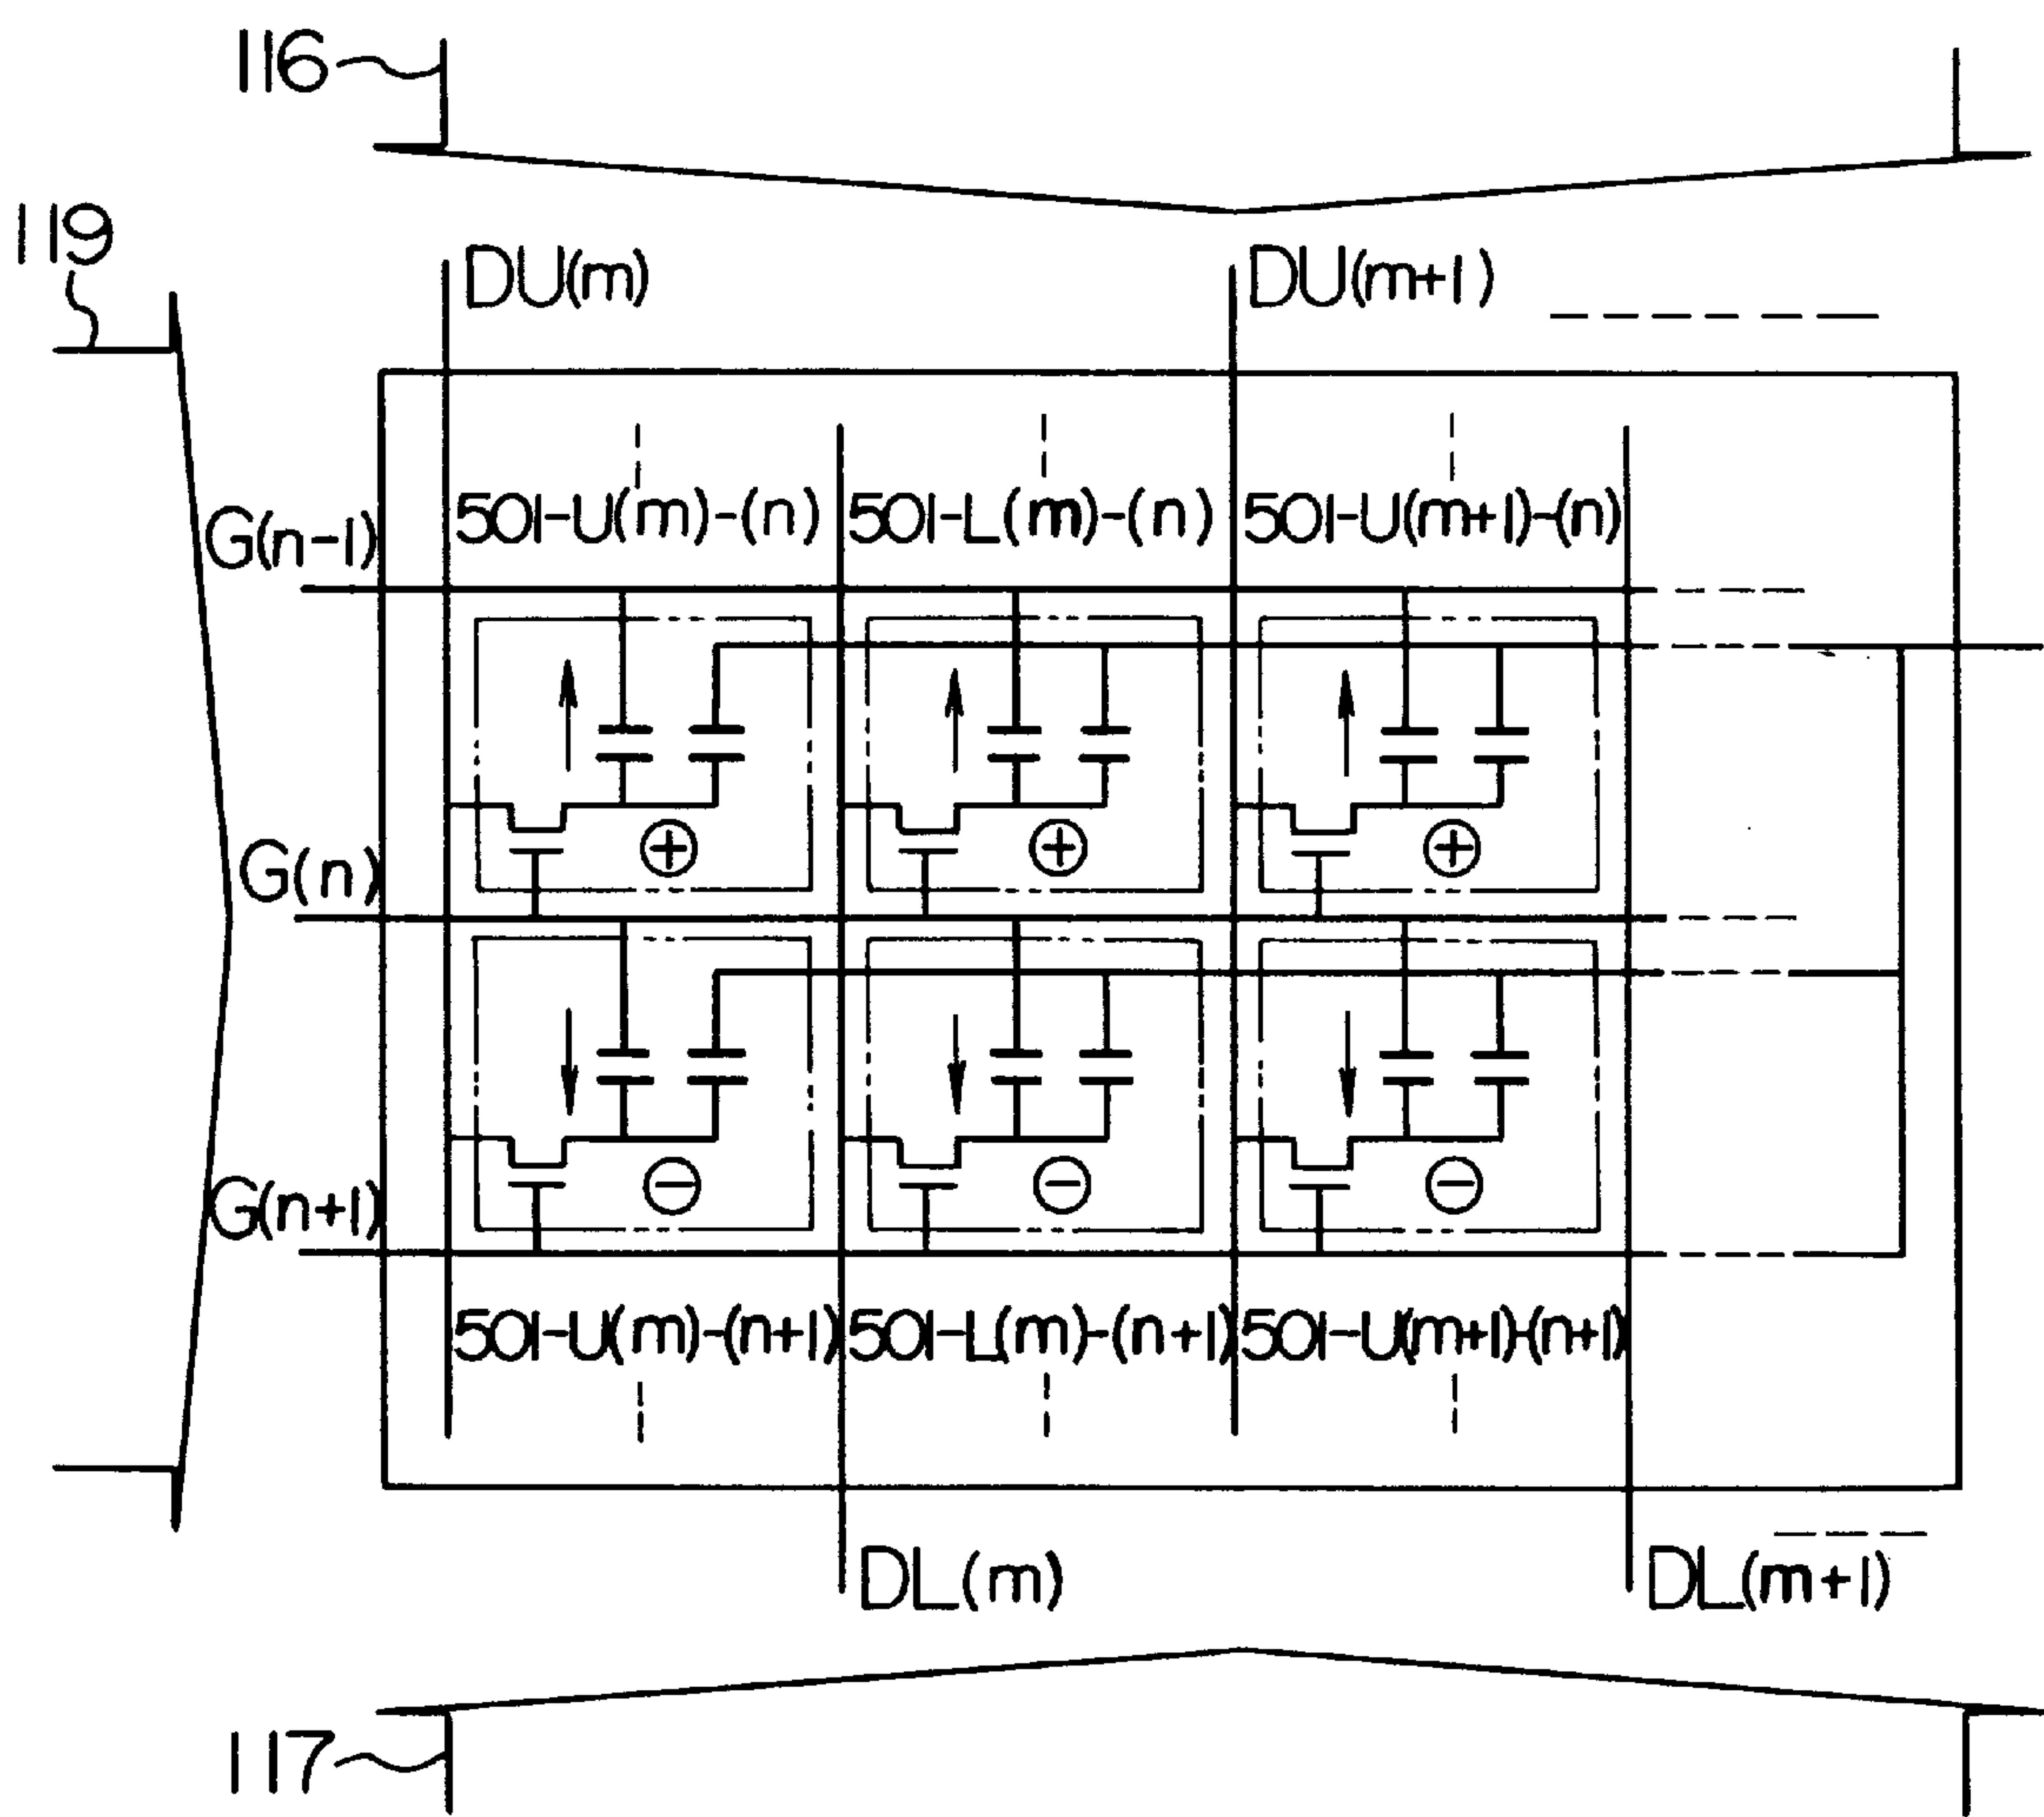 116
119
DU(m) DU(m+1)
G(n-1) 501-U(m)-(n) 501-L(m)-(n) 501-U(m+1)-(n)
+ + +
G(n)
- - -
G(n+1)
501-U(m)-(n+1) 501-L(m)-(n+1) 501-U(m+1)-(n+1)
DL(m) DL(m+1)
117